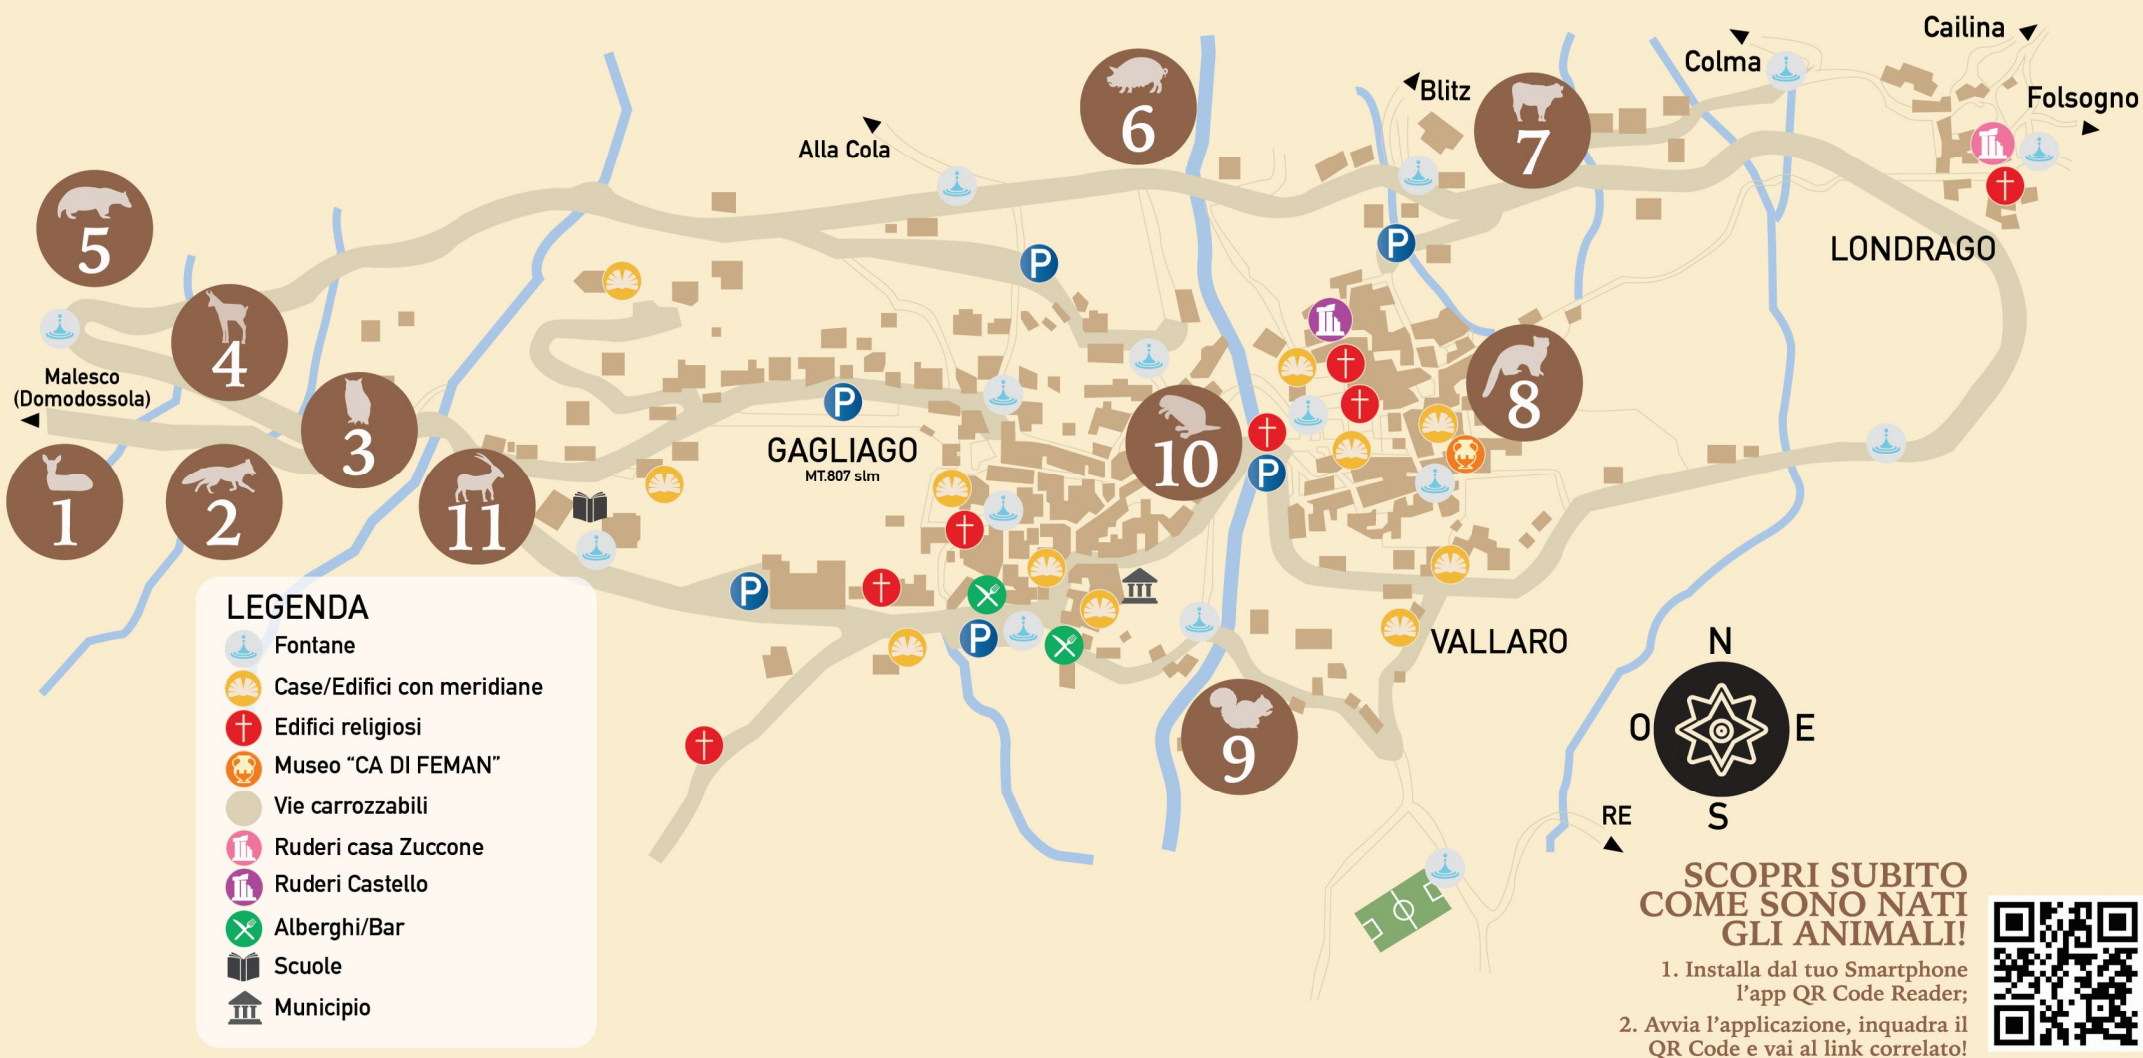 Cailina
Colma
Folsogno
Blitz
Alla Cola
6
7
5
LONDRAGO
4
Malesco
(Domodossola)
3
8
P
P
P
GAGLIAGO
MT.807 slm
10
P
1
2
11
P
P
VALLARO
9
LEGENDA
Fontane
Case/Edifici con meridiane
Edifici religiosi
Museo “CA DI FEMAN”
Vie carrozzabili
Ruderi casa Zuccone
Ruderi Castello
Alberghi/Bar
Scuole
Municipio
N
O
E
S
RE
SCOPRI SUBITO
COME SONO NATI
GLI ANIMALI!
1. Installa dal tuo Smartphone
l’app QR Code Reader;
2. Avvia l’applicazione, inquadra il
QR Code e vai al link correlato!